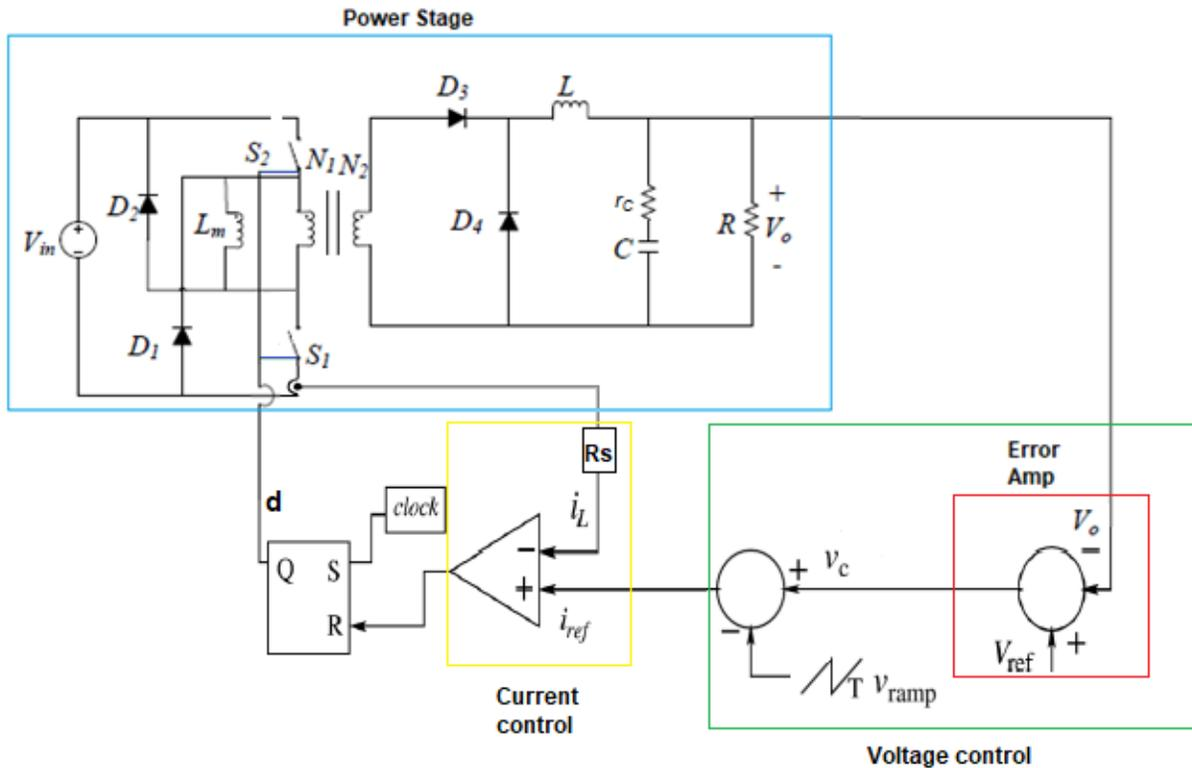 Power Stage
D3
L
S2
N1 N2
D2
Lm
Vin
D4
rC
C
R
+
Vo
-
D1
S1
Rs
Error
Amp
d
clock
iL
Vo
Q
S
R
-
+
iref
+
vc
-
-
+
Vref
T vramp
Current
control
Voltage control